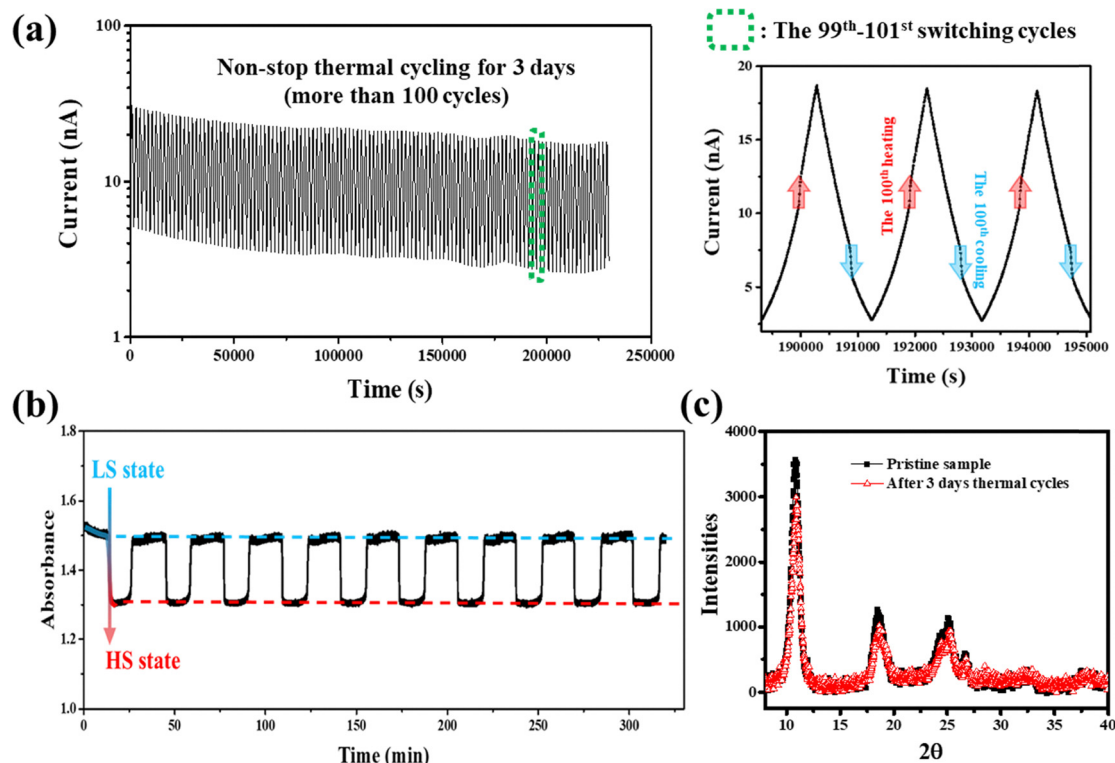 (a)
100
10
1
Current (nA)
Non-stop thermal cycling for 3 days
(more than 100 cycles)
0
50000
100000
150000
200000
250000
Time (s)
: The 99th-101st switching cycles
20
15
10
5
Current (nA)
The 100th heating
The 100th cooling
190000
191000
192000
193000
194000
195000
Time (s)
(b)
1.8
1.6
1.4
1.2
1.0
Absorbance
LS state
HS state
0
50
100
150
200
250
300
Time (min)
(c)
4000
3000
2000
1000
0
Intensities
Pristine sample
After 3 days thermal cycles
10
15
20
25
30
35
40
2θ